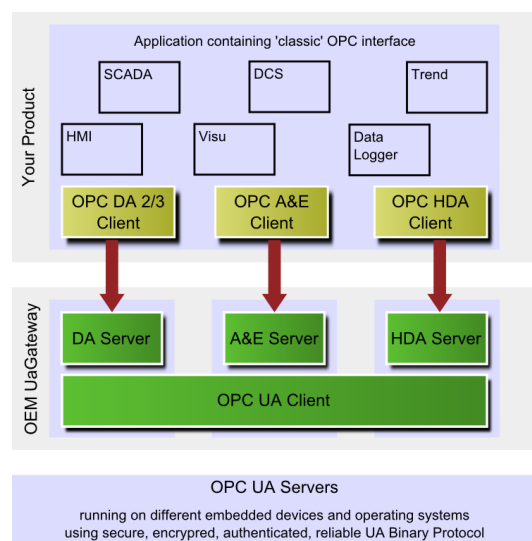 Your Product
Application containing 'classic' OPC interface
SCADA
DCS
Trend
HMI
Visu
Data
Logger
OPC DA 2/3
Client
OPC A&E
Client
OPC HDA
Client
OEM UaGateway
DA Server
A&E Server
HDA Server
OPC UA Client
OPC UA Servers
running on different embedded devices and operating systems
using secure, encrypred, authenticated, reliable UA Binary Protocol